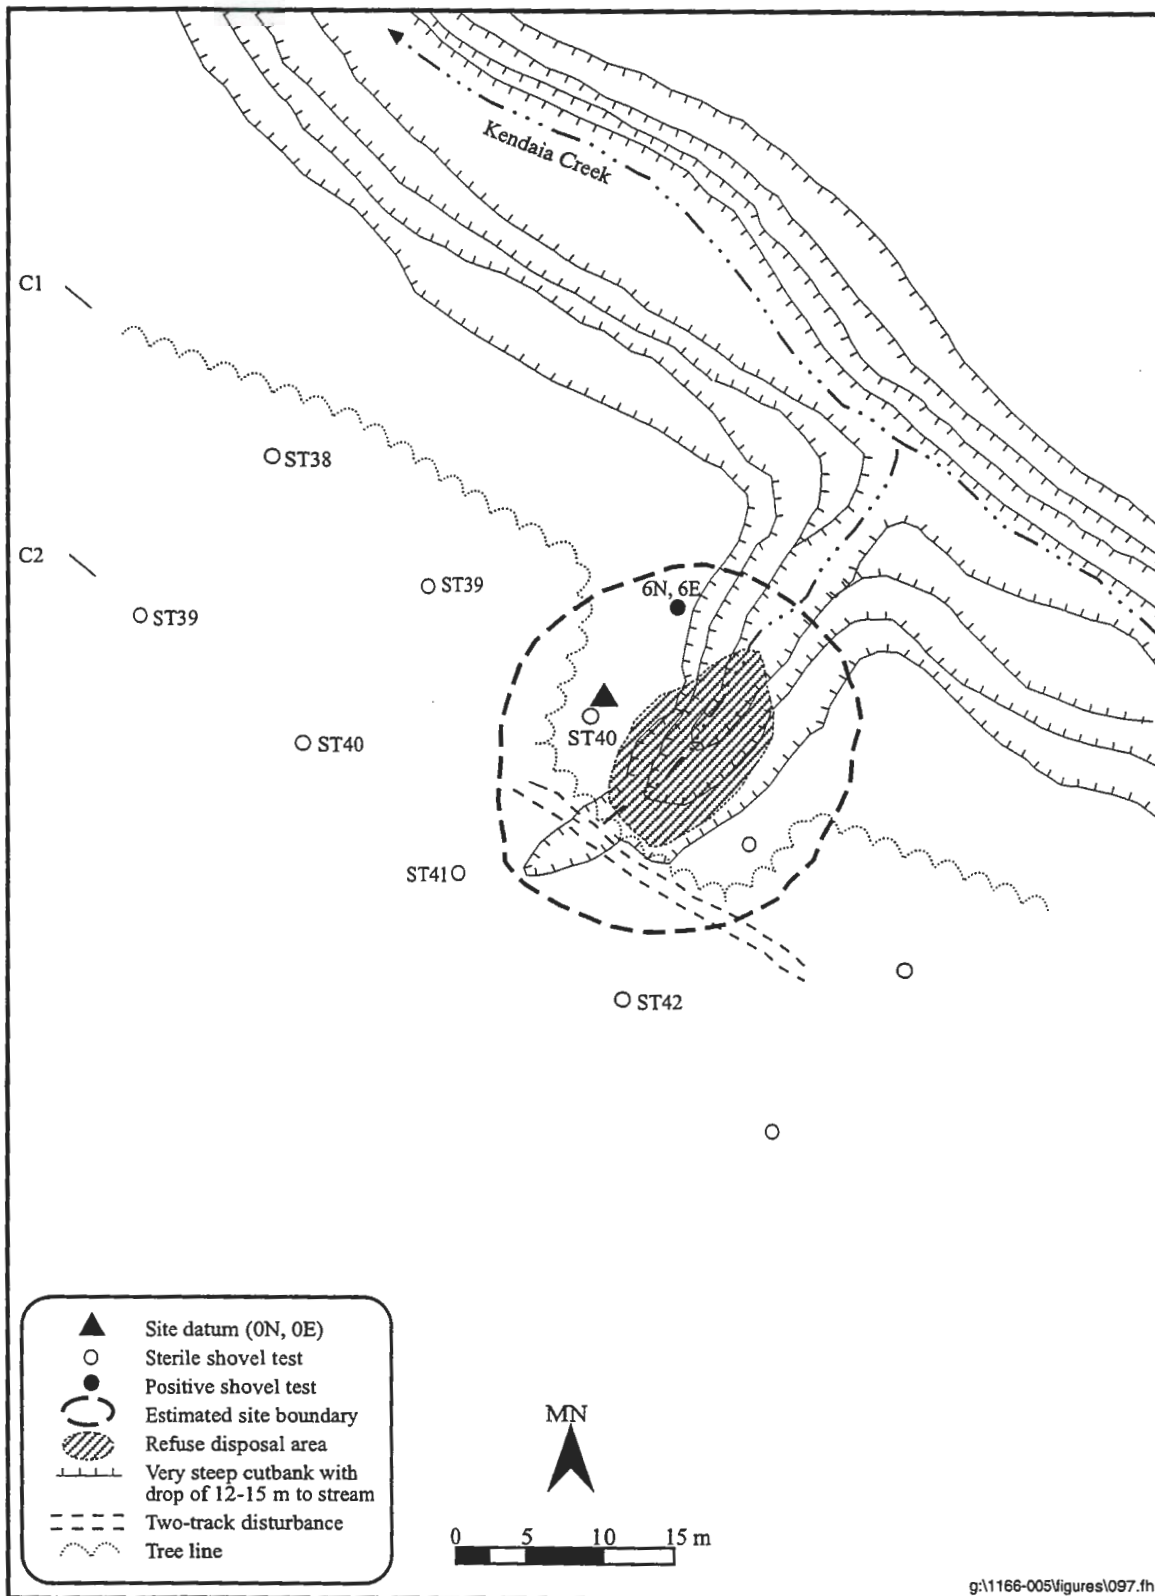 Kendaia Creek
C1
ST38
C2
ST39
ST39
6N, 6E
ST40
ST40
ST41
ST42
Site datum (0N, 0E)
Sterile shovel test
Positive shovel test
Estimated site boundary
Refuse disposal area
Very steep cutbank with
drop of 12-15 m to stream
Two-track disturbance
Tree line
MN
0 5 10 15 m
g:\1166-005\figures\097.fh